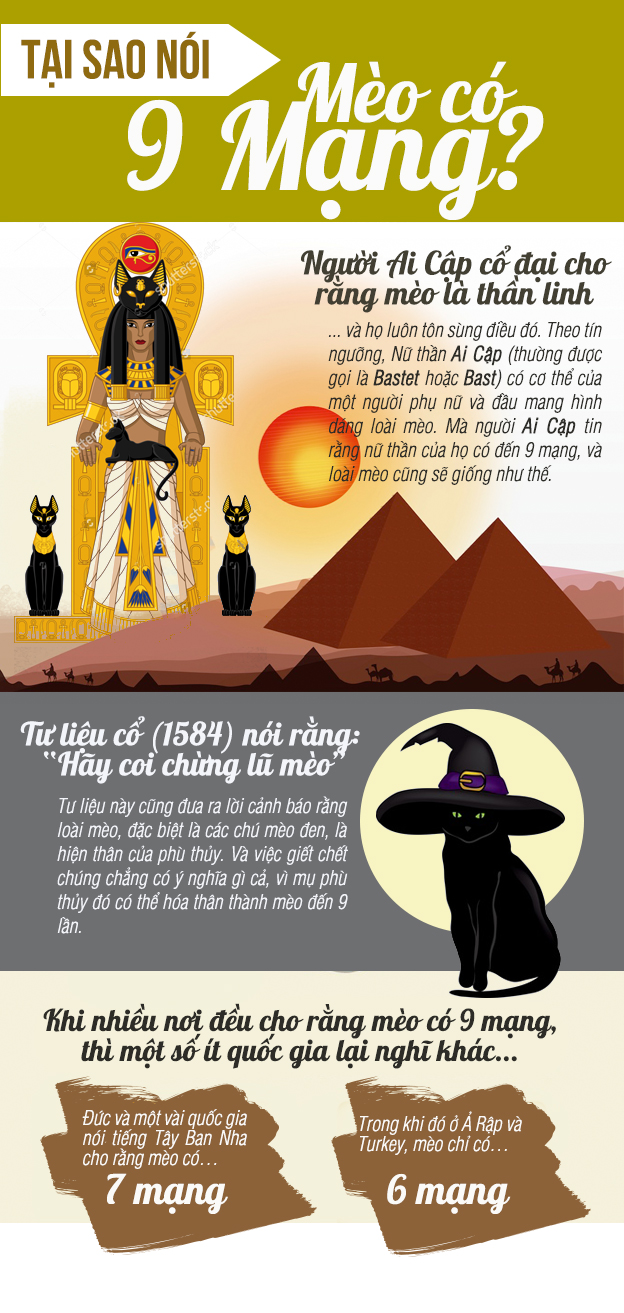 TẠI SAO NÓI
Mèo có
9 Mạng?
Người Ai Cập cổ đại cho
rằng mèo là thần linh
... và họ luôn tôn sùng điều đó. Theo tín
ngưỡng, Nữ thần Ai Cập (thường được
gọi là Bastet hoặc Bast) có cơ thể của
một người phụ nữ và đầu mang hình
dáng loài mèo. Mà người Ai Cập tin
rằng nữ thần của họ có đến 9 mạng, và
loài mèo cũng sẽ giống như thế.
Tư liệu cổ (1584) nói rằng:
“Hãy coi chừng lũ mèo”
Tư liệu này cũng đưa ra lời cảnh báo rằng
loài mèo, đặc biệt là các chú mèo đen, là
hiện thân của phù thủy. Và việc giết chết
chúng chẳng có ý nghĩa gì cả, vì mụ phù
thủy đó có thể hóa thân thành mèo đến 9
lần.
Khi nhiều nơi đều cho rằng mèo có 9 mạng,
thì một số ít quốc gia lại nghĩ khác...
Đức và một vài quốc gia
nói tiếng Tây Ban Nha
cho rằng mèo có...
7 mạng
Trong khi đó ở Ả Rập và
Turkey, mèo chỉ có...
6 mạng